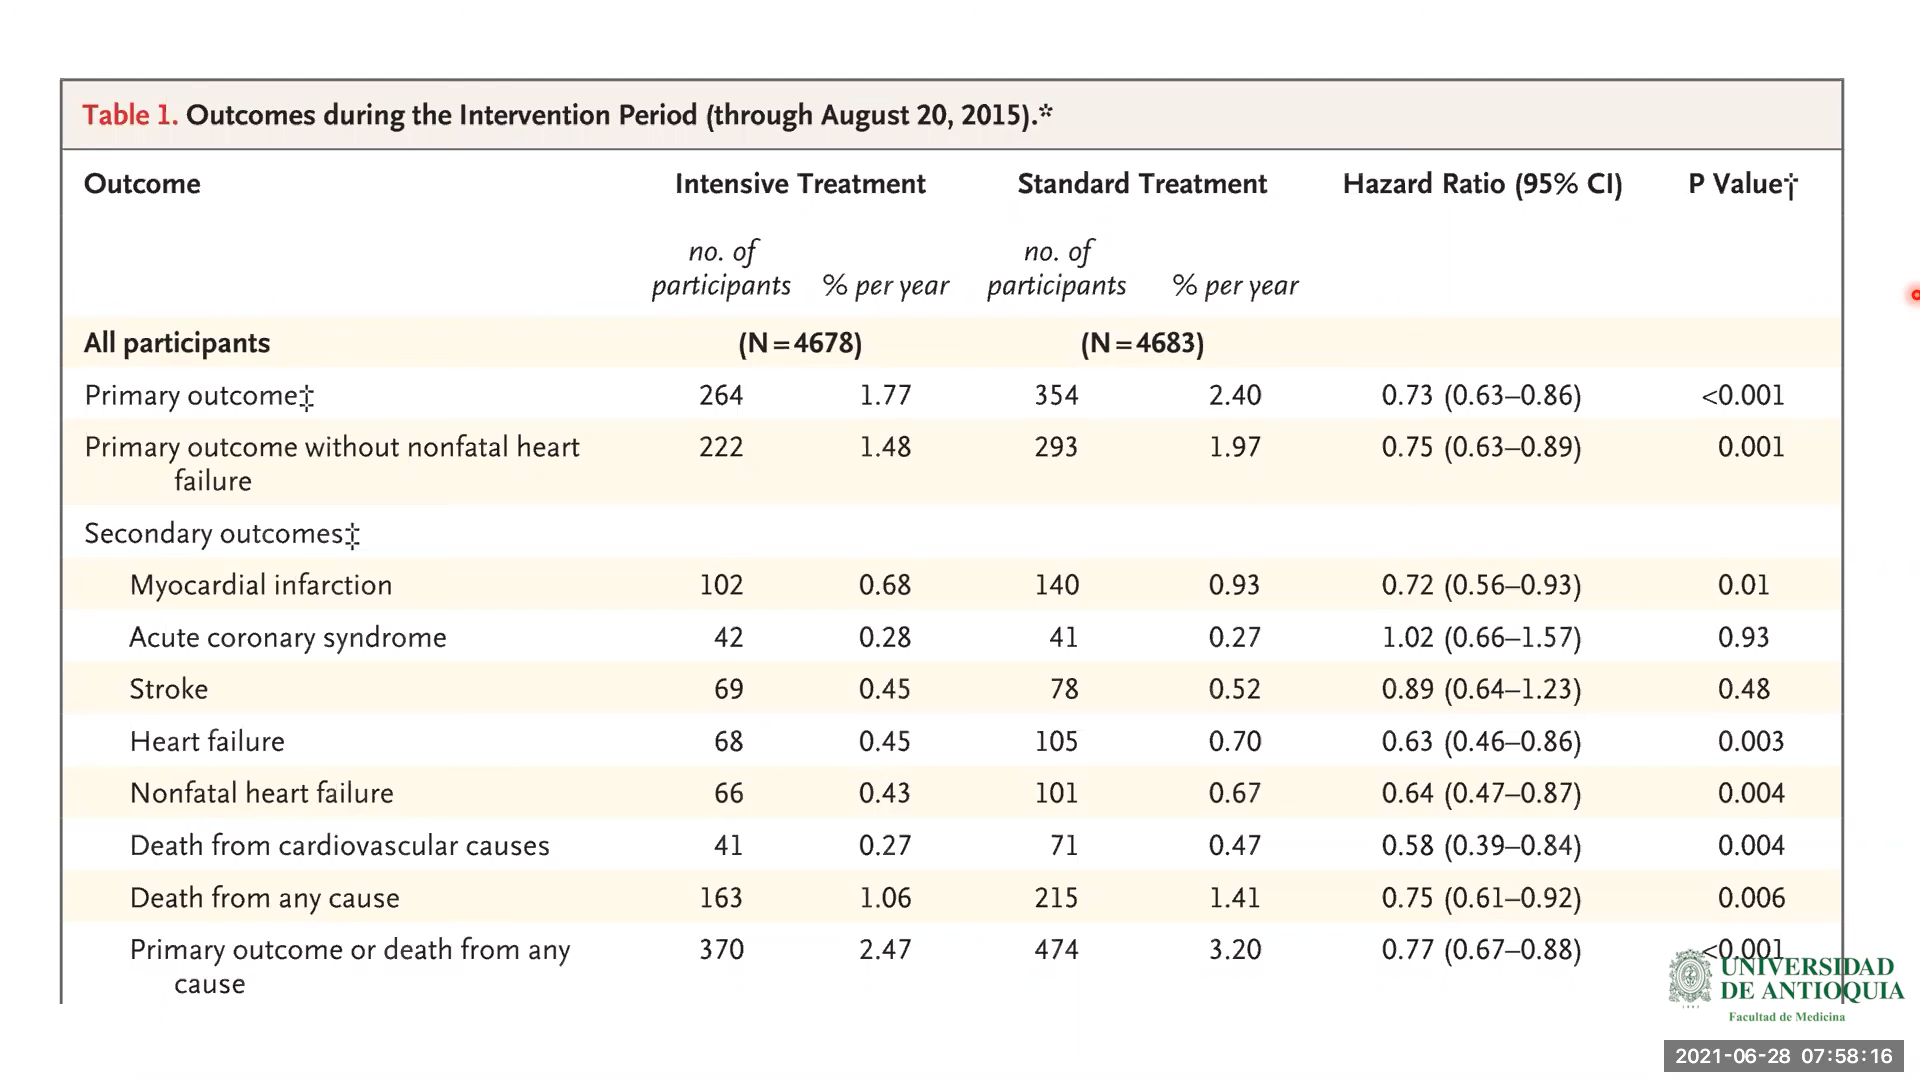 Table 1. Outcomes during the Intervention Period (through August 20, 2015).*
Outcome Intensive Treatment Standard Treatment Hazard Ratio (95% CI) P Value†
no. of participants % per year no. of participants % per year
All participants (N=4678) (N=4683)
Primary outcome‡ 264 1.77 354 2.40 0.73 (0.63–0.86) <0.001
Primary outcome without nonfatal heart 222 1.48 293 1.97 0.75 (0.63–0.89) 0.001
failure
Secondary outcomes‡
Myocardial infarction 102 0.68 140 0.93 0.72 (0.56–0.93) 0.01
Acute coronary syndrome 42 0.28 41 0.27 1.02 (0.66–1.57) 0.93
Stroke 69 0.45 78 0.52 0.89 (0.64–1.23) 0.48
Heart failure 68 0.45 105 0.70 0.63 (0.46–0.86) 0.003
Nonfatal heart failure 66 0.43 101 0.67 0.64 (0.47–0.87) 0.004
Death from cardiovascular causes 41 0.27 71 0.47 0.58 (0.39–0.84) 0.004
Death from any cause 163 1.06 215 1.41 0.75 (0.61–0.92) 0.006
Primary outcome or death from any 370 2.47 474 3.20 0.77 (0.67–0.88) <0.001
cause
UNIVERSIDAD
DE ANTIOQUIA
Facultad de Medicina
2021-06-28 07:58:16